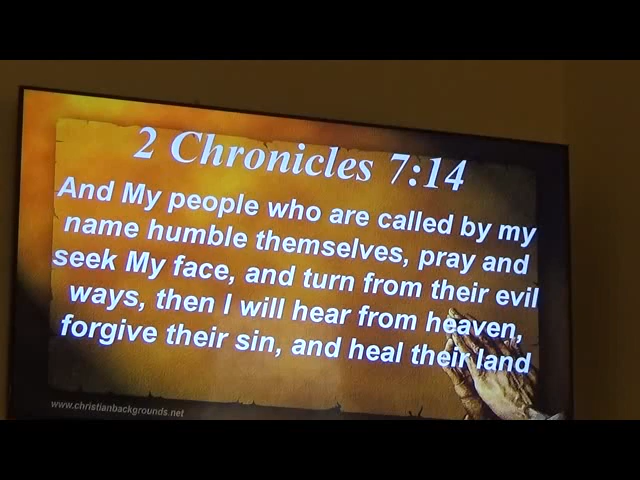 2 Chronicles 7:14
And My people who are called by my
name humble themselves, pray and
seek My face, and turn from their evil
ways, then I will hear from heaven,
forgive their sin, and heal their land
www.christianbackgrounds.net